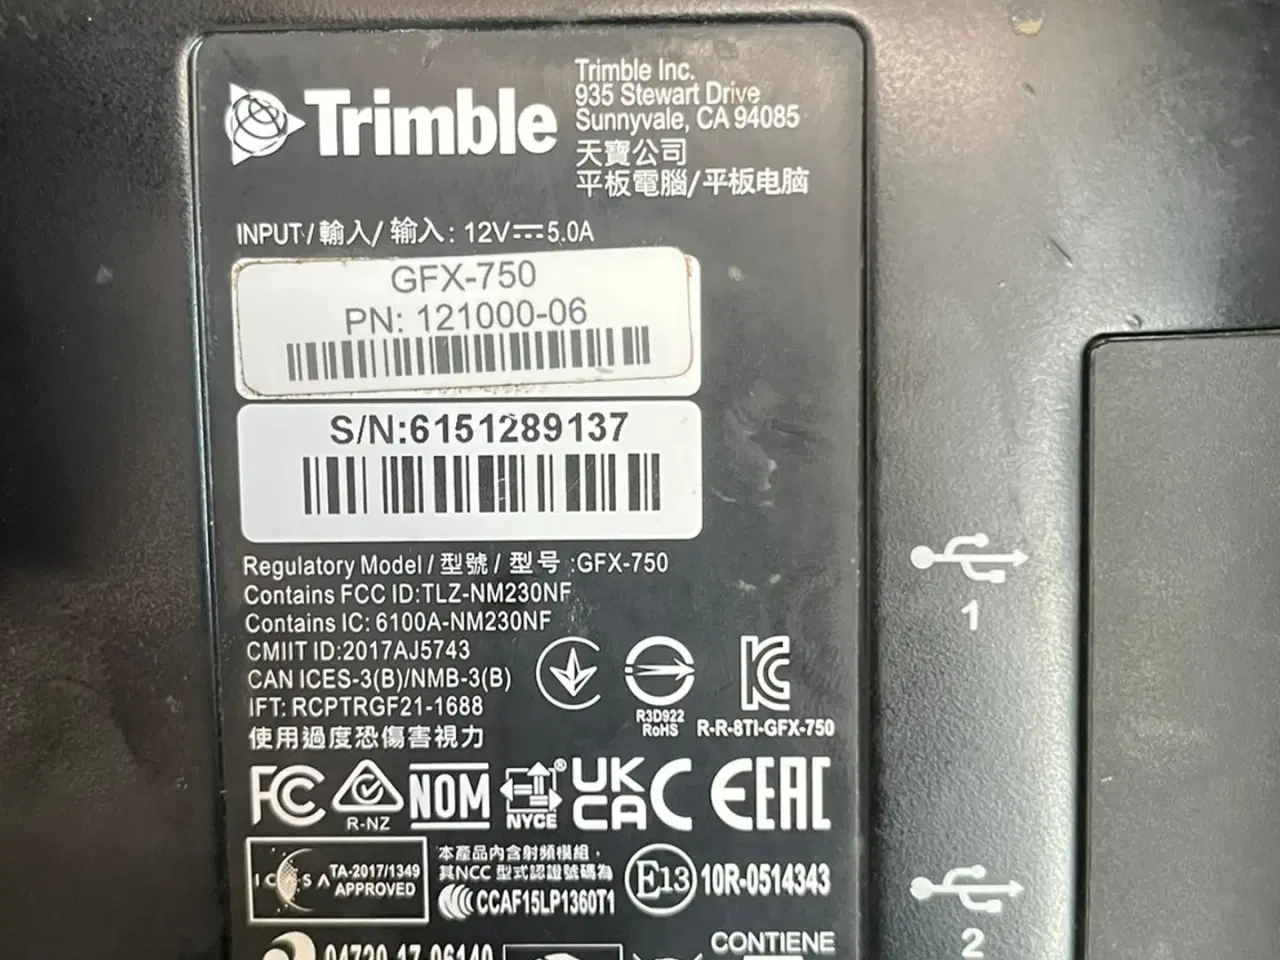 Trimble
Trimble Inc.
935 Stewart Drive
Sunnyvale, CA 94085
天寶公司
平板電腦/平板电脑
INPUT/輸入/输入: 12V⎓5.0A
GFX-750
PN: 121000-06
S/N:6151289137
Regulatory Model / 型號 / 型号 :GFX-750
Contains FCC ID:TLZ-NM230NF
Contains IC: 6100A-NM230NF
CMIIT ID:2017AJ5743
CAN ICES-3(B)/NMB-3(B)
IFT: RCPTRGF21-1688
R3D922
RoHS
R-R-8TI-GFX-750
使用過度恐傷害視力
FC
R-NZ
NOM
NYCE
®
UK
CA
CE
EAC
ICASA
TA-2017/1349
APPROVED
本產品內含射頻模組，
其NCC 型式認證號碼為
CCAF15LP1360T1
E13
10R-0514343
04720-17-06140
CONTIENE
1
2